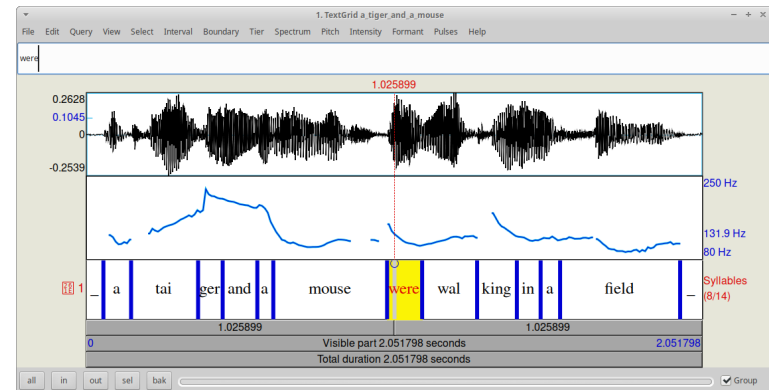 1. TextGrid a_tiger_and_a_mouse
File Edit Query View Select Interval Boundary Tier Spectrum Pitch Intensity Formant Pulses Help
were
1.025899
0.2628
0.1045
0
-0.2539
250 Hz
131.9 Hz
80 Hz
1 _ a tai ger and a mouse were wal king in a field _ Syllables
(8/14)
1.025899 1.025899
0 Visible part 2.051798 seconds 2.051798
Total duration 2.051798 seconds
all in out sel bak Group